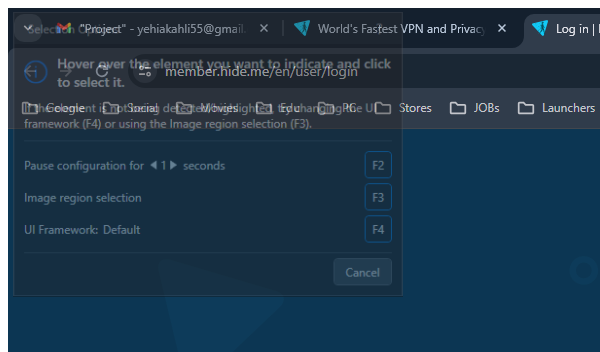 Selection Options
"Project" - yehiakahli55@gmail.
World's Fastest VPN and Privacy
Log in |
Hover over the element you want to indicate and click
to select it.
member.hide.me/en/user/login
Google
Social
Movies
Edu
PC
Stores
JOBs
Launchers
If the element is not being detected/highlighted, try changing the UI
framework (F4) or using the Image region selection (F3).
Pause configuration for 1 seconds
F2
Image region selection
F3
UI Framework: Default
F4
Cancel